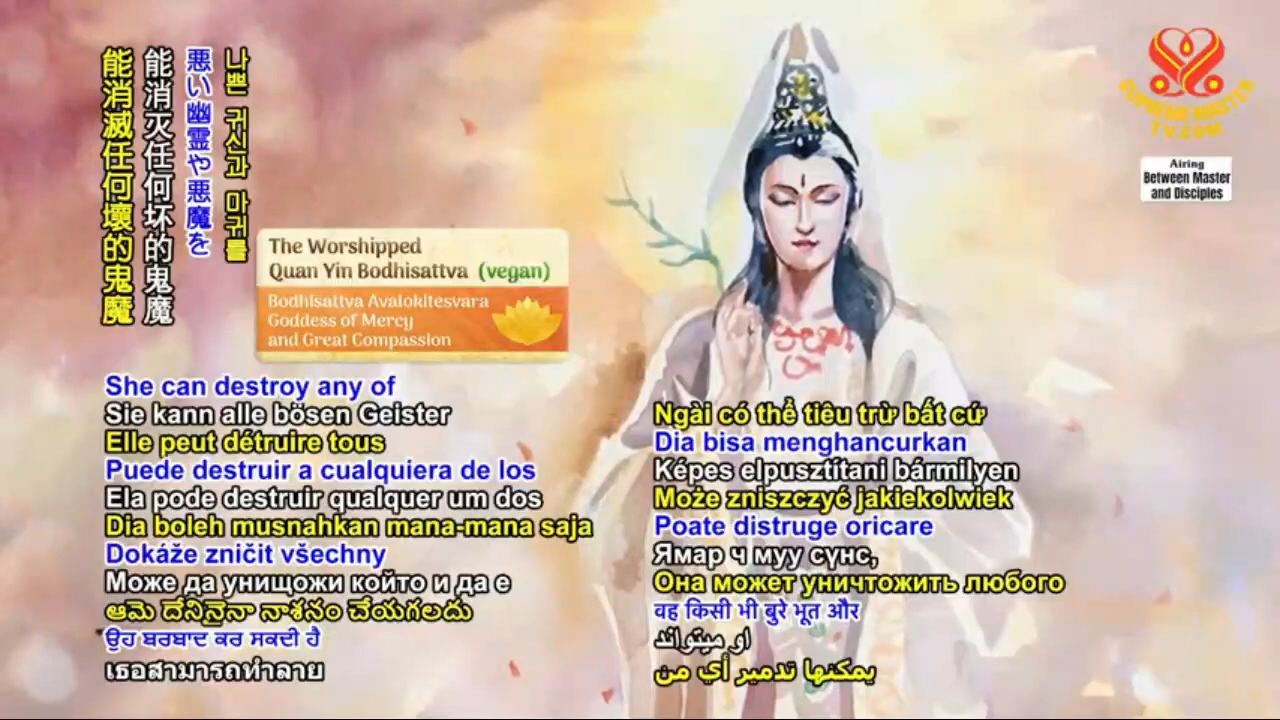 能消滅任何壞的鬼魔
能消灭任何坏的鬼魔
悪い幽霊や悪魔を
나쁜 귀신과 마귀를
SUPREME MASTER
TV.COM
Airing
Between Master
and Disciples
The Worshipped
Quan Yin Bodhisattva (vegan)
Bodhisattva Avalokitesvara
Goddess of Mercy
and Great Compassion
She can destroy any of
Sie kann alle bösen Geister
Elle peut détruire tous
Puede destruir a cualquiera de los
Ela pode destruir qualquer um dos
Dia boleh musnahkan mana-mana saja
Dokáže zničit všechny
Може да унищожи който и да е
ఆమె దేనినైనా నాశనం చేయగలదు
ਉਹ ਬਰਬਾਦ ਕਰ ਸਕਦੀ ਹੈ
เธอสามารถทำลาย
Ngài có thể tiêu trừ bất cứ
Dia bisa menghancurkan
Képes elpusztítani bármilyen
Może zniszczyć jakiekolwiek
Poate distruge oricare
Ямар ч муу сүнс,
Она может уничтожить любого
वह किसी भी बुरे भूत और
او میتواند
يمكنها تدمير أي من